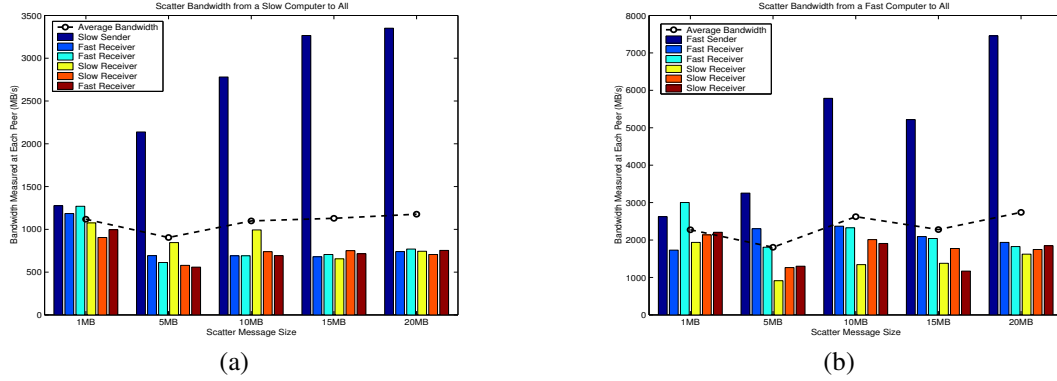 Scatter Bandwidth from a Slow Computer to All
4000
3500
3000
2500
2000
1500
1000
500
0
Bandwidth Measured at Each Peer (MB/s)
Average Bandwidth
Slow Sender
Fast Receiver
Fast Receiver
Slow Receiver
Slow Receiver
Fast Receiver
1MB 5MB 10MB 15MB 20MB
Scatter Message Size
(a)
Scatter Bandwidth from a Fast Computer to All
8000
7000
6000
5000
4000
3000
2000
1000
0
Bandwidth Measured at Each Peer (MB/s)
Average Bandwidth
Fast Sender
Fast Receiver
Fast Receiver
Slow Receiver
Slow Receiver
Slow Receiver
1MB 5MB 10MB 15MB 20MB
Scatter Message Size
(b)